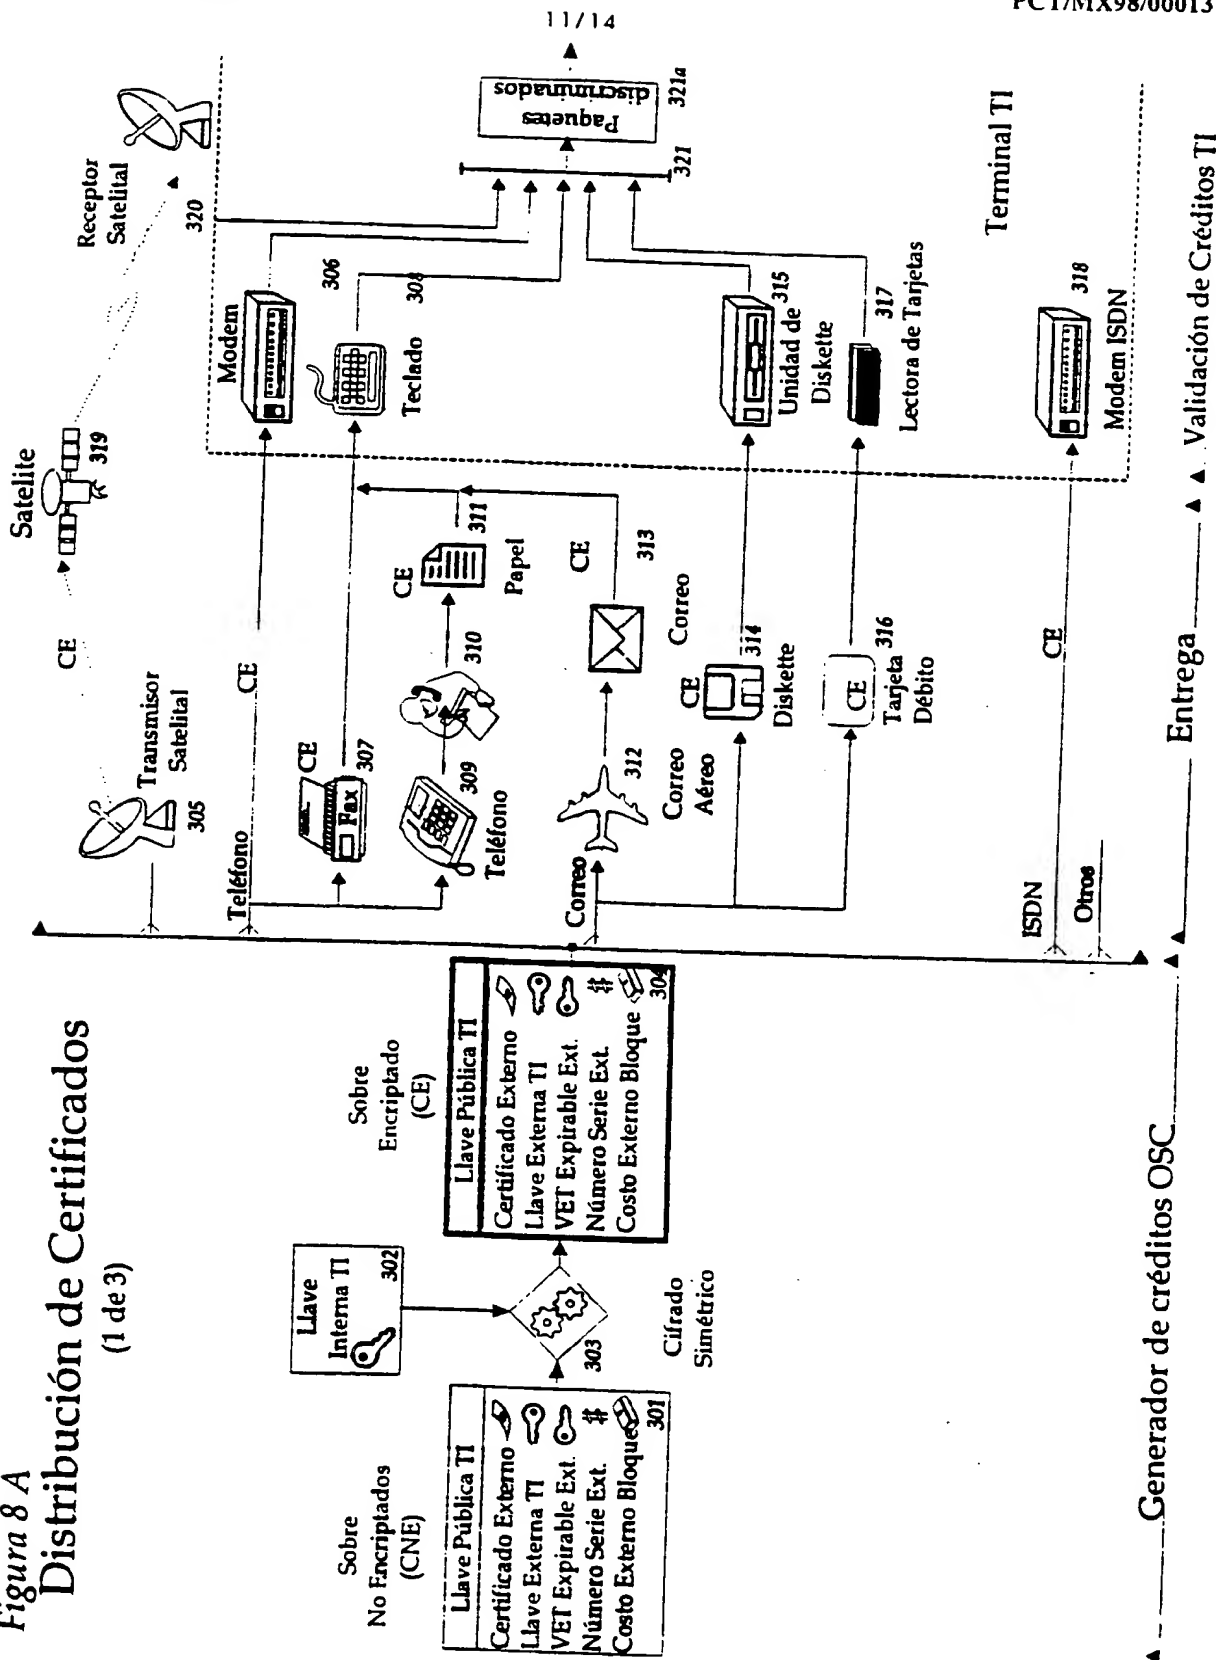 11/14
PCT/MX98/00013
Figura 8 A
Distribución de Certificados
(1 de 3)
Sobre
No Encriptados
(CNE)
Llave Pública TI
Certificado Externo
Llave Externa TI
VET Expirable Ext.
Número Serie Ext. #
Costo Externo Bloque
301
Llave
Interna TI
302
303
Cifrado
Simétrico
Sobre
Encriptado
(CE)
Llave Pública TI
Certificado Externo
Llave Externa TI
VET Expirable Ext.
Número Serie Ext. #
Costo Externo Bloque
304
Transmisor
Satelital
305
CE
Satelite
319
Receptor
Satelital
320
Teléfono
CE
Modem
306
Fax
CE
307
Teclado
308
Teléfono
309
310
CE
Papel
311
Correo
312
Correo
Aéreo
CE
313
Correo
CE
314
Diskette
315
Unidad de
Diskette
CE
316
Tarjeta
Débito
317
Lectora de Tarjetas
ISDN
CE
318
Modem ISDN
Otros
Terminal TI
321
Paquetes
discriminados
321a
Generador de créditos OSC
Entrega
Validación de Créditos TI